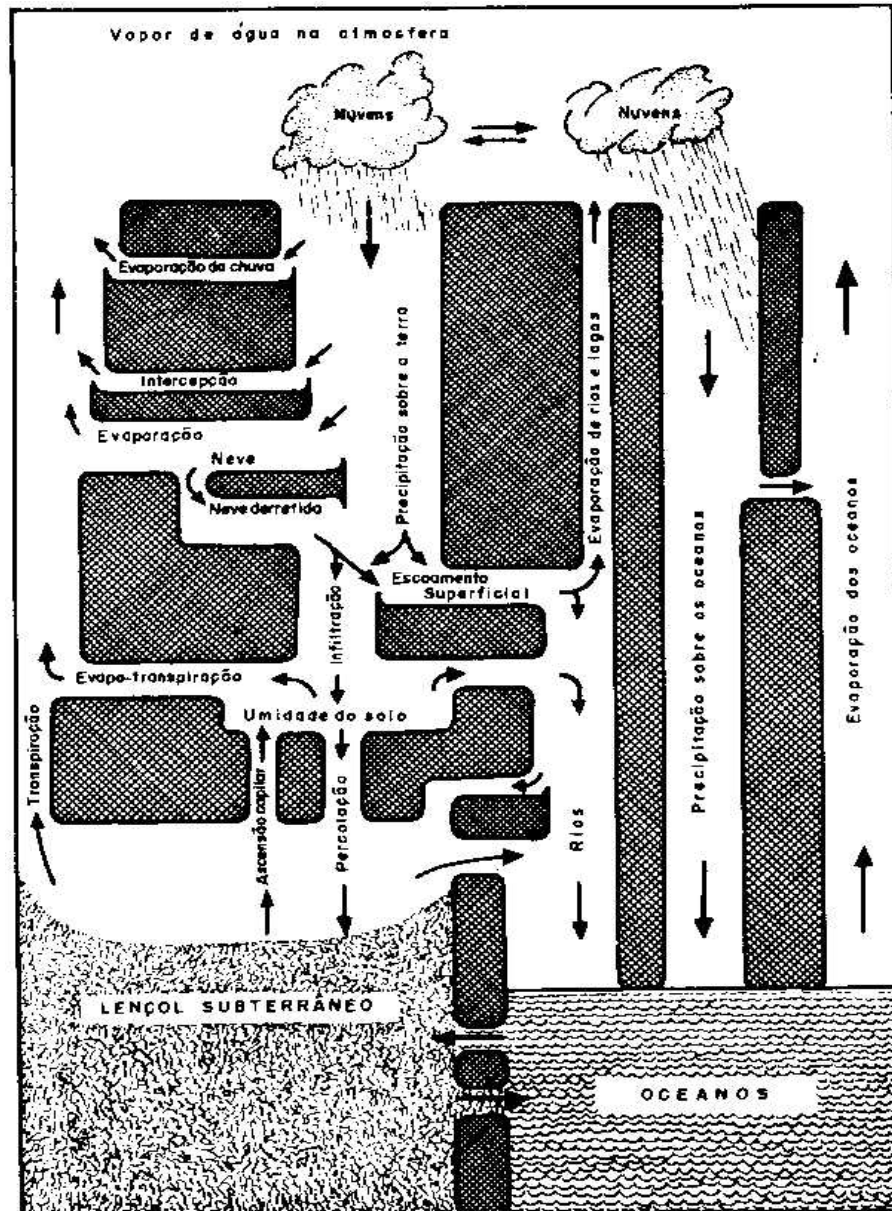 Vapor de água na atmosfera
Nuvens
Nuvens
Evaporação da chuva
Intercepção
Evaporação
Neve
Neve derretida
Precipitação sobre a terra
Evaporação de rios e lagos
Escoamento
Superficial
Infiltração
Evapo-transpiração
Umidade do solo
Transpiração
Ascensão capilar
Percolação
Rios
Precipitação sobre os oceanos
Evaporação dos oceanos
LENÇOL SUBTERRÂNEO
OCEANOS